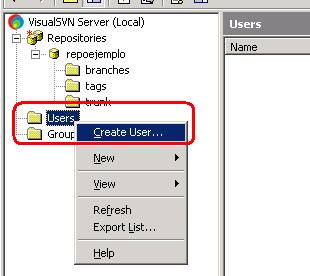 VisualSVN Server (Local)
Users
Repositories
Name
repoejemplo
branches
tags
trunk
Users
Create User...
Group
New
View
Refresh
Export List...
Help